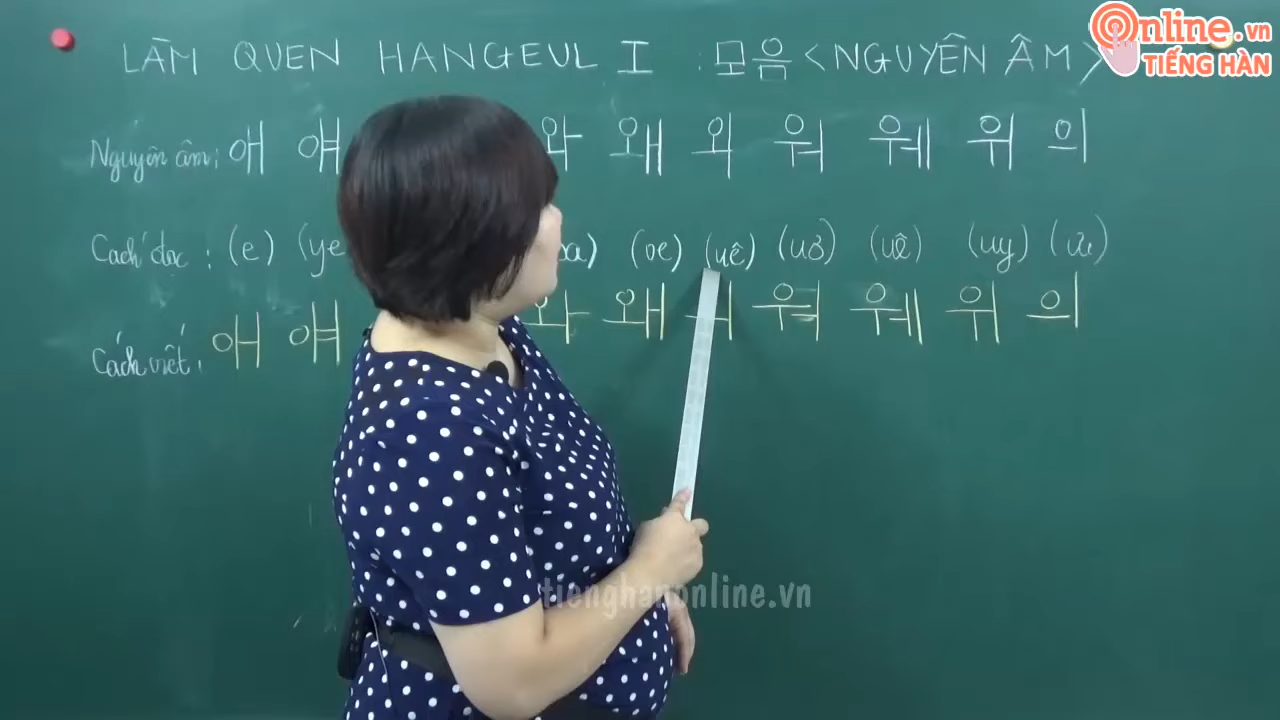 Online.vn
TIẾNG HÀN
LÀM QUEN HANGEUL I : 모음 <NGUYÊN ÂM>
Nguyên âm: 애 얘 와 왜 외 워 웨 위 의
Cách đọc : (e) (ye (oe) (uê) (uơ) (uê) (uy) (ưi)
Cách viết : 애 얘 와 왜 워 웨 위 의
tienghanonline.vn